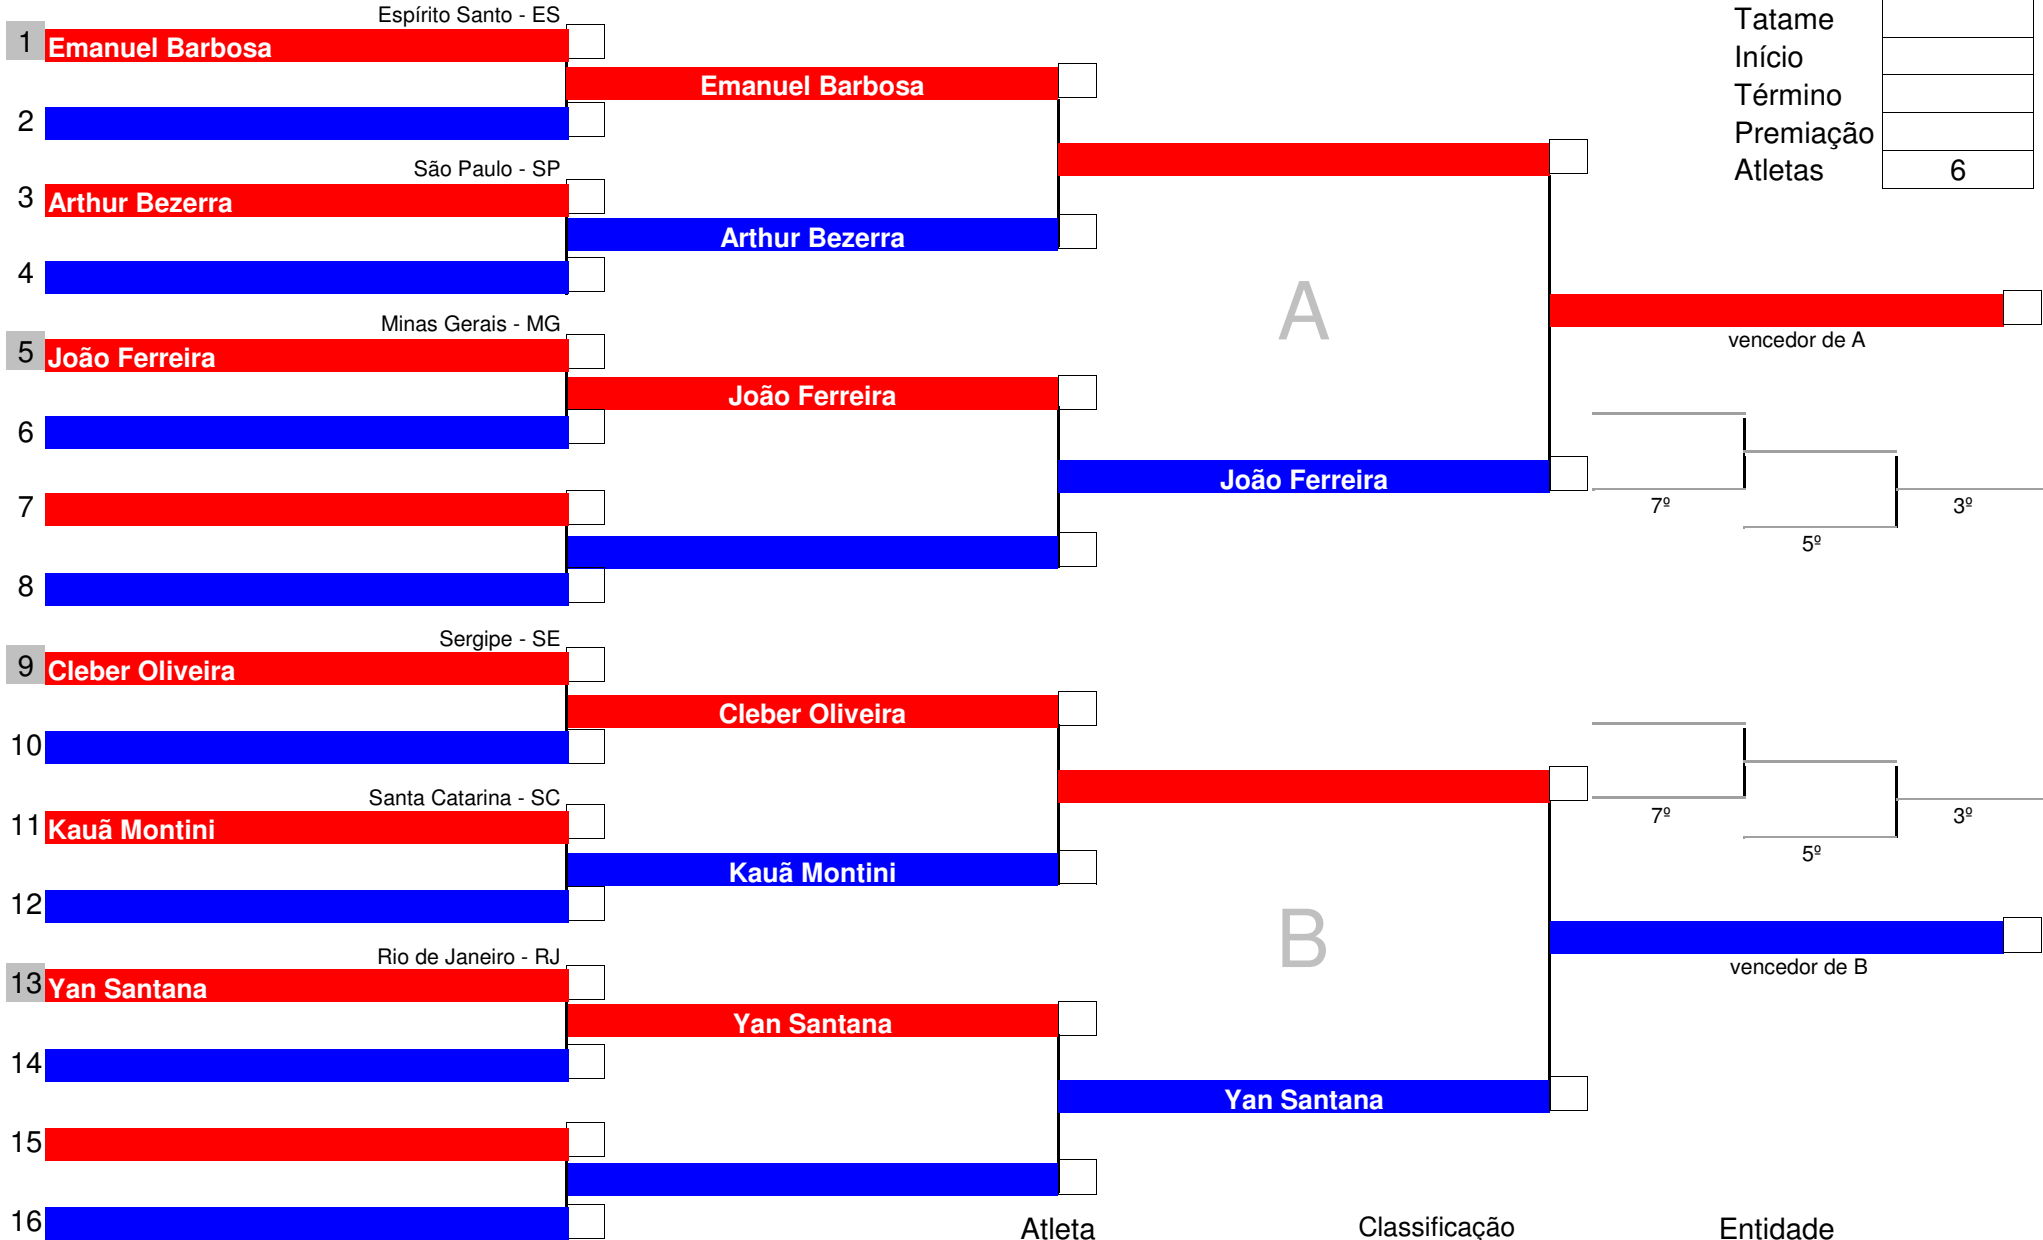 Espírito Santo - ES
1 Emanuel Barbosa
Emanuel Barbosa
2
São Paulo - SP
3 Arthur Bezerra
Arthur Bezerra
4
Minas Gerais - MG
5 João Ferreira
João Ferreira
6
João Ferreira
7
8
Sergipe - SE
9 Cleber Oliveira
Cleber Oliveira
10
Santa Catarina - SC
11 Kauã Montini
Kauã Montini
12
Rio de Janeiro - RJ
13 Yan Santana
Yan Santana
14
Yan Santana
15
16
A
B
Tatame
Início
Término
Premiação
Atletas 6
vencedor de A
7º
5º
3º
7º
5º
3º
vencedor de B
Atleta Classificação Entidade